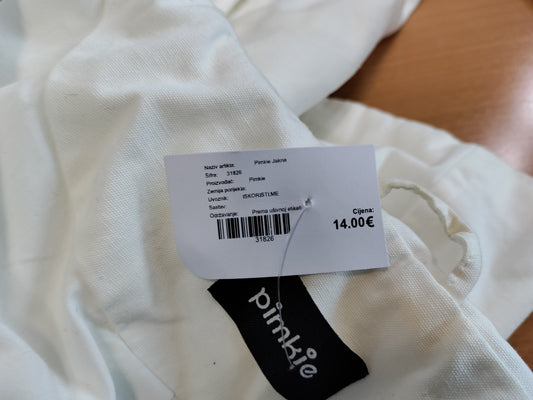 Naziv artikla: Pimkie Jakna
Šifra: 31826
Proizvođač: Pimkie
Zemlja porijekla:
Uvoznik: ISKORISTI.ME
Sastav:
Održavanje: Prema ušivnoj etiketi
31826
Cijena:
14.00€
pimkie